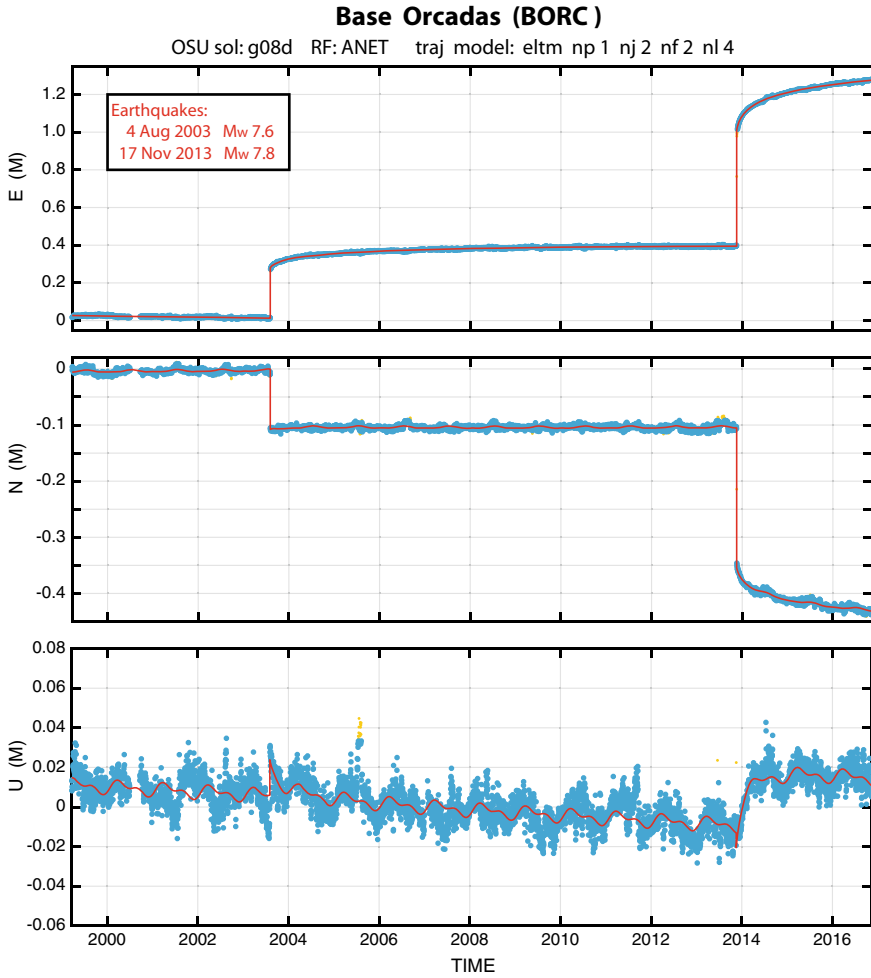 Base Orcadas (BORC )
OSU sol: g08d RF: ANET traj model: eltm np 1 nj 2 nf 2 nl 4
Earthquakes:
4 Aug 2003 Mw 7.6
17 Nov 2013 Mw 7.8
E (M)
1.2
1.0
0.8
0.6
0.4
0.2
0
N (M)
0
-0.1
-0.2
-0.3
-0.4
U (M)
0.08
0.06
0.04
0.02
0
-0.02
-0.04
-0.06
2000 2002 2004 2006 2008 2010 2012 2014 2016
TIME